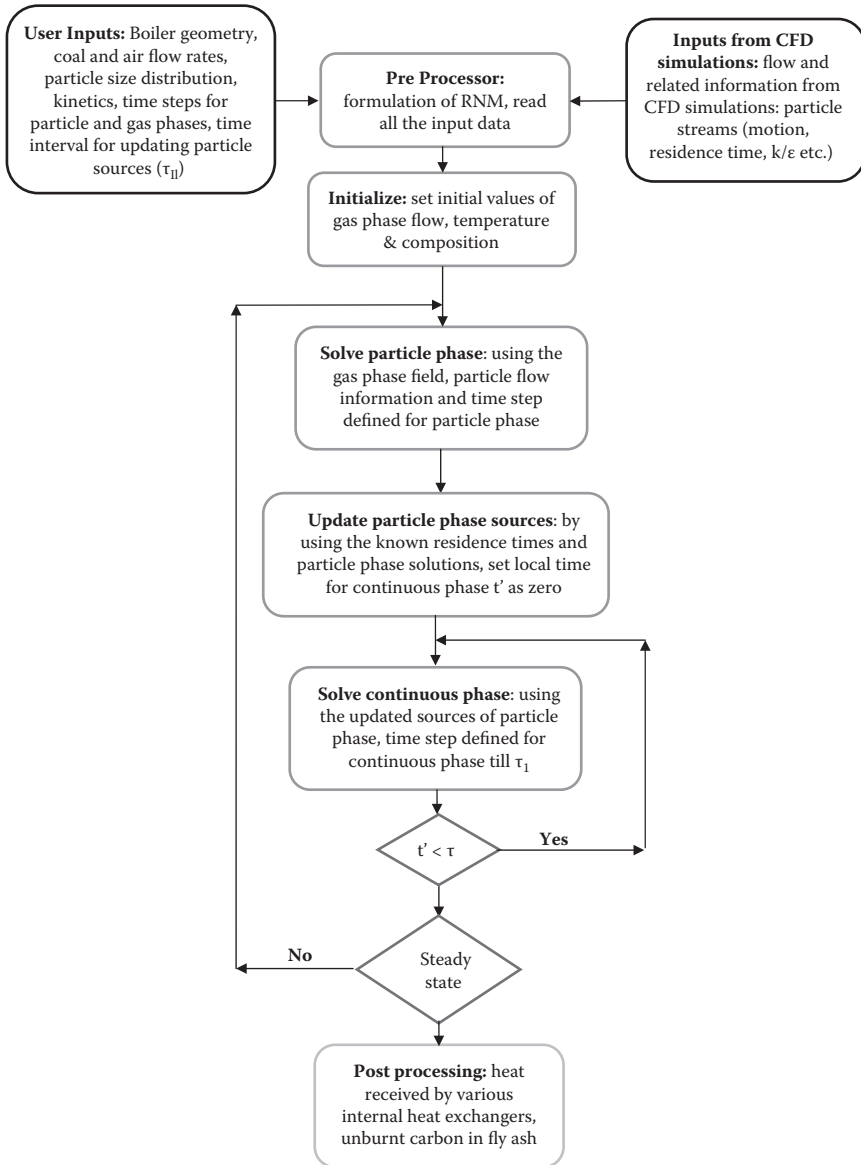 User Inputs: Boiler geometry,
coal and air flow rates,
particle size distribution,
kinetics, time steps for
particle and gas phases, time
interval for updating particle
sources (τII)
Pre Processor:
formulation of RNM, read
all the input data
Inputs from CFD
simulations: flow and
related information from
CFD simulations: particle
streams (motion,
residence time, k/ε etc.)
Initialize: set initial values of
gas phase flow, temperature
& composition
Solve particle phase: using the
gas phase field, particle flow
information and time step
defined for particle phase
Update particle phase sources: by
using the known residence times and
particle phase solutions, set local time
for continuous phase t’ as zero
Solve continuous phase: using
the updated sources of particle
phase, time step defined for
continuous phase till τ1
t’ < τ
Yes
No
Steady
state
Post processing: heat
received by various
internal heat exchangers,
unburnt carbon in fly ash